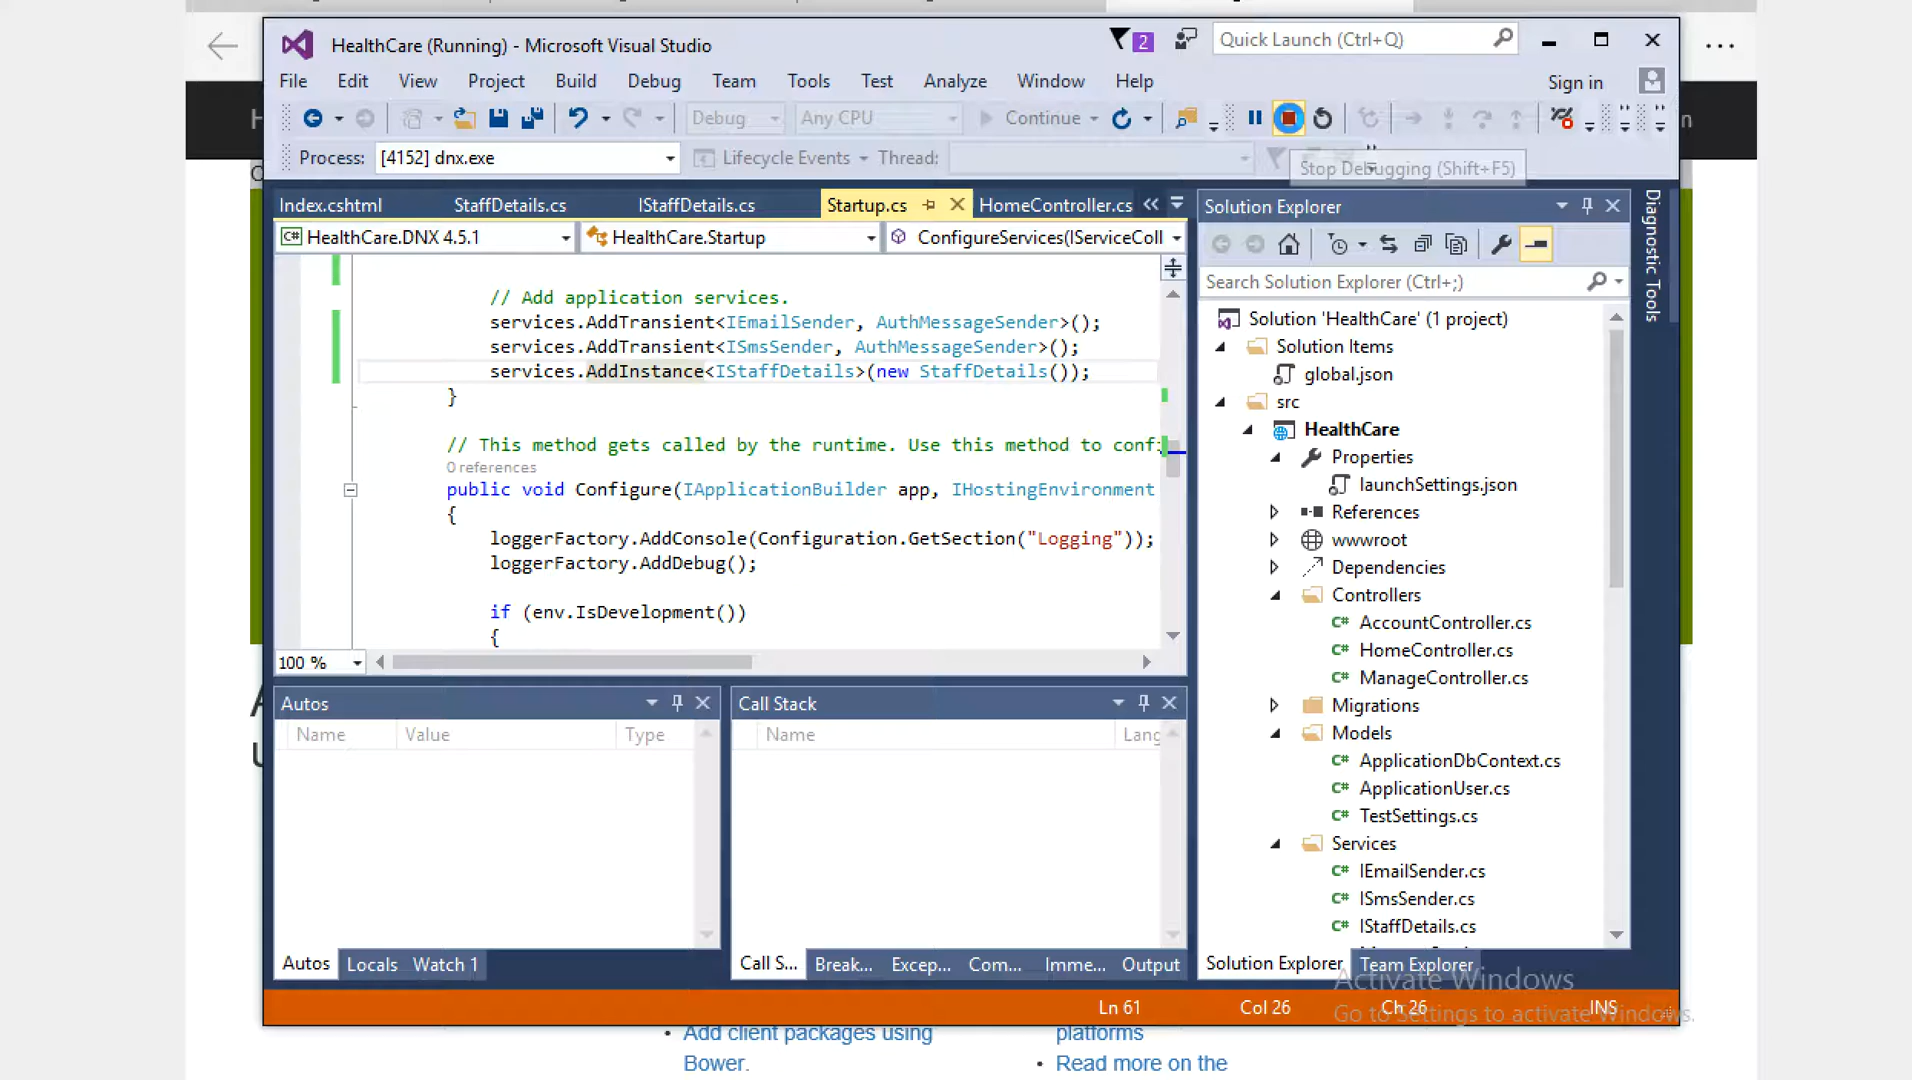 HealthCare (Running) - Microsoft Visual Studio
2
Quick Launch (Ctrl+Q)
File Edit View Project Build Debug Team Tools Test Analyze Window Help
Sign in
Debug Any CPU Continue
Process: [4152] dnx.exe Lifecycle Events Thread:
Stop Debugging (Shift+F5)
Index.cshtml StaffDetails.cs IStaffDetails.cs Startup.cs HomeController.cs
HealthCare.DNX 4.5.1 HealthCare.Startup ConfigureServices(IServiceColl
// Add application services.
services.AddTransient<IEmailSender, AuthMessageSender>();
services.AddTransient<ISmsSender, AuthMessageSender>();
services.AddInstance<IStaffDetails>(new StaffDetails());
}
// This method gets called by the runtime. Use this method to conf
0 references
public void Configure(IApplicationBuilder app, IHostingEnvironment
{
loggerFactory.AddConsole(Configuration.GetSection("Logging"));
loggerFactory.AddDebug();
if (env.IsDevelopment())
{
100 %
Autos
Name Value Type
Autos Locals Watch 1
Call Stack
Name Lang
Call S... Break... Excep... Com... Imme... Output
Solution Explorer
Search Solution Explorer (Ctrl+;)
Solution 'HealthCare' (1 project)
Solution Items
global.json
src
HealthCare
Properties
launchSettings.json
References
wwwroot
Dependencies
Controllers
AccountController.cs
HomeController.cs
ManageController.cs
Migrations
Models
ApplicationDbContext.cs
ApplicationUser.cs
TestSettings.cs
Services
IEmailSender.cs
ISmsSender.cs
IStaffDetails.cs
Solution Explorer Team Explorer
Diagnostic Tools
Activate Windows
Go to Settings to activate Windows.
Ln 61 Col 26 Ch 26 INS
Add client packages using
Bower.
platforms
Read more on the